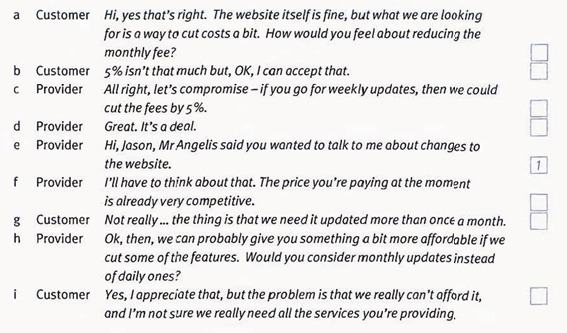 a Customer Hi, yes that's right. The website itself is fine, but what we are looking
for is a way to cut costs a bit. How would you feel about reducing the
monthly fee?
b Customer 5% isn't that much but, OK, I can accept that.
c Provider All right, let's compromise – if you go for weekly updates, then we could
cut the fees by 5%.
d Provider Great. It's a deal.
e Provider Hi, Jason, Mr Angelis said you wanted to talk to me about changes to
the website. 1
f Provider I'll have to think about that. The price you're paying at the moment
is already very competitive.
g Customer Not really ... the thing is that we need it updated more than once a month.
h Provider Ok, then, we can probably give you something a bit more affordable if we
cut some of the features. Would you consider monthly updates instead
of daily ones?
i Customer Yes, I appreciate that, but the problem is that we really can't afford it,
and I'm not sure we really need all the services you're providing.